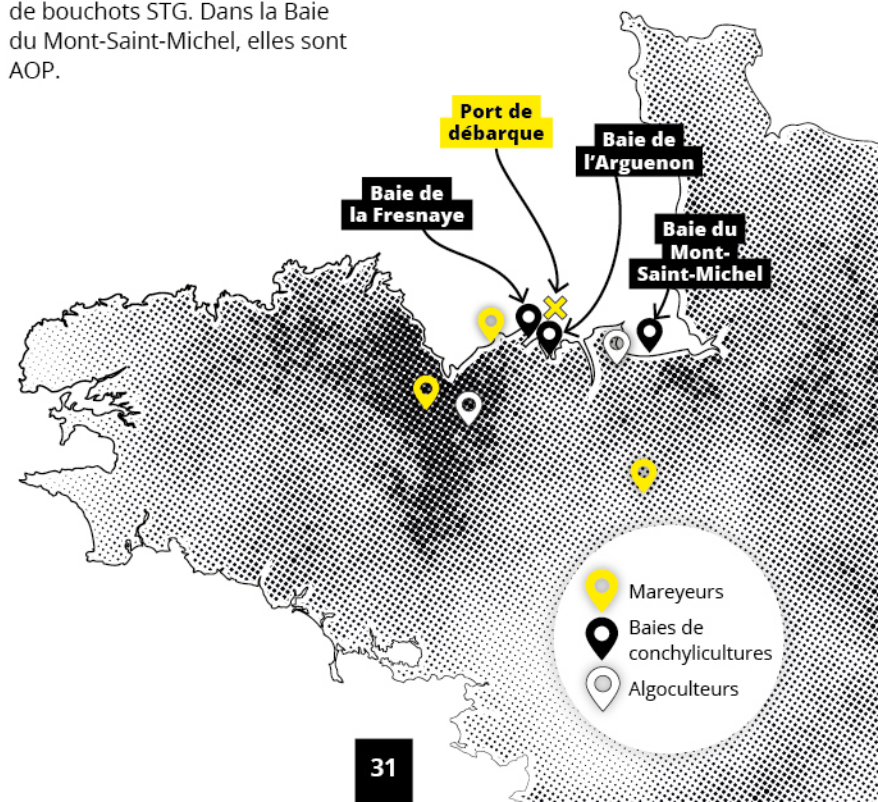 de bouchots STG. Dans la Baie
du Mont-Saint-Michel, elles sont
AOP.
Port de
débarque
Baie de
l'Arguenon
Baie de
la Fresnaye
Baie du
Mont-
Saint-Michel
Mareyeurs
Baies de
conchylicultures
Algoculteurs
31